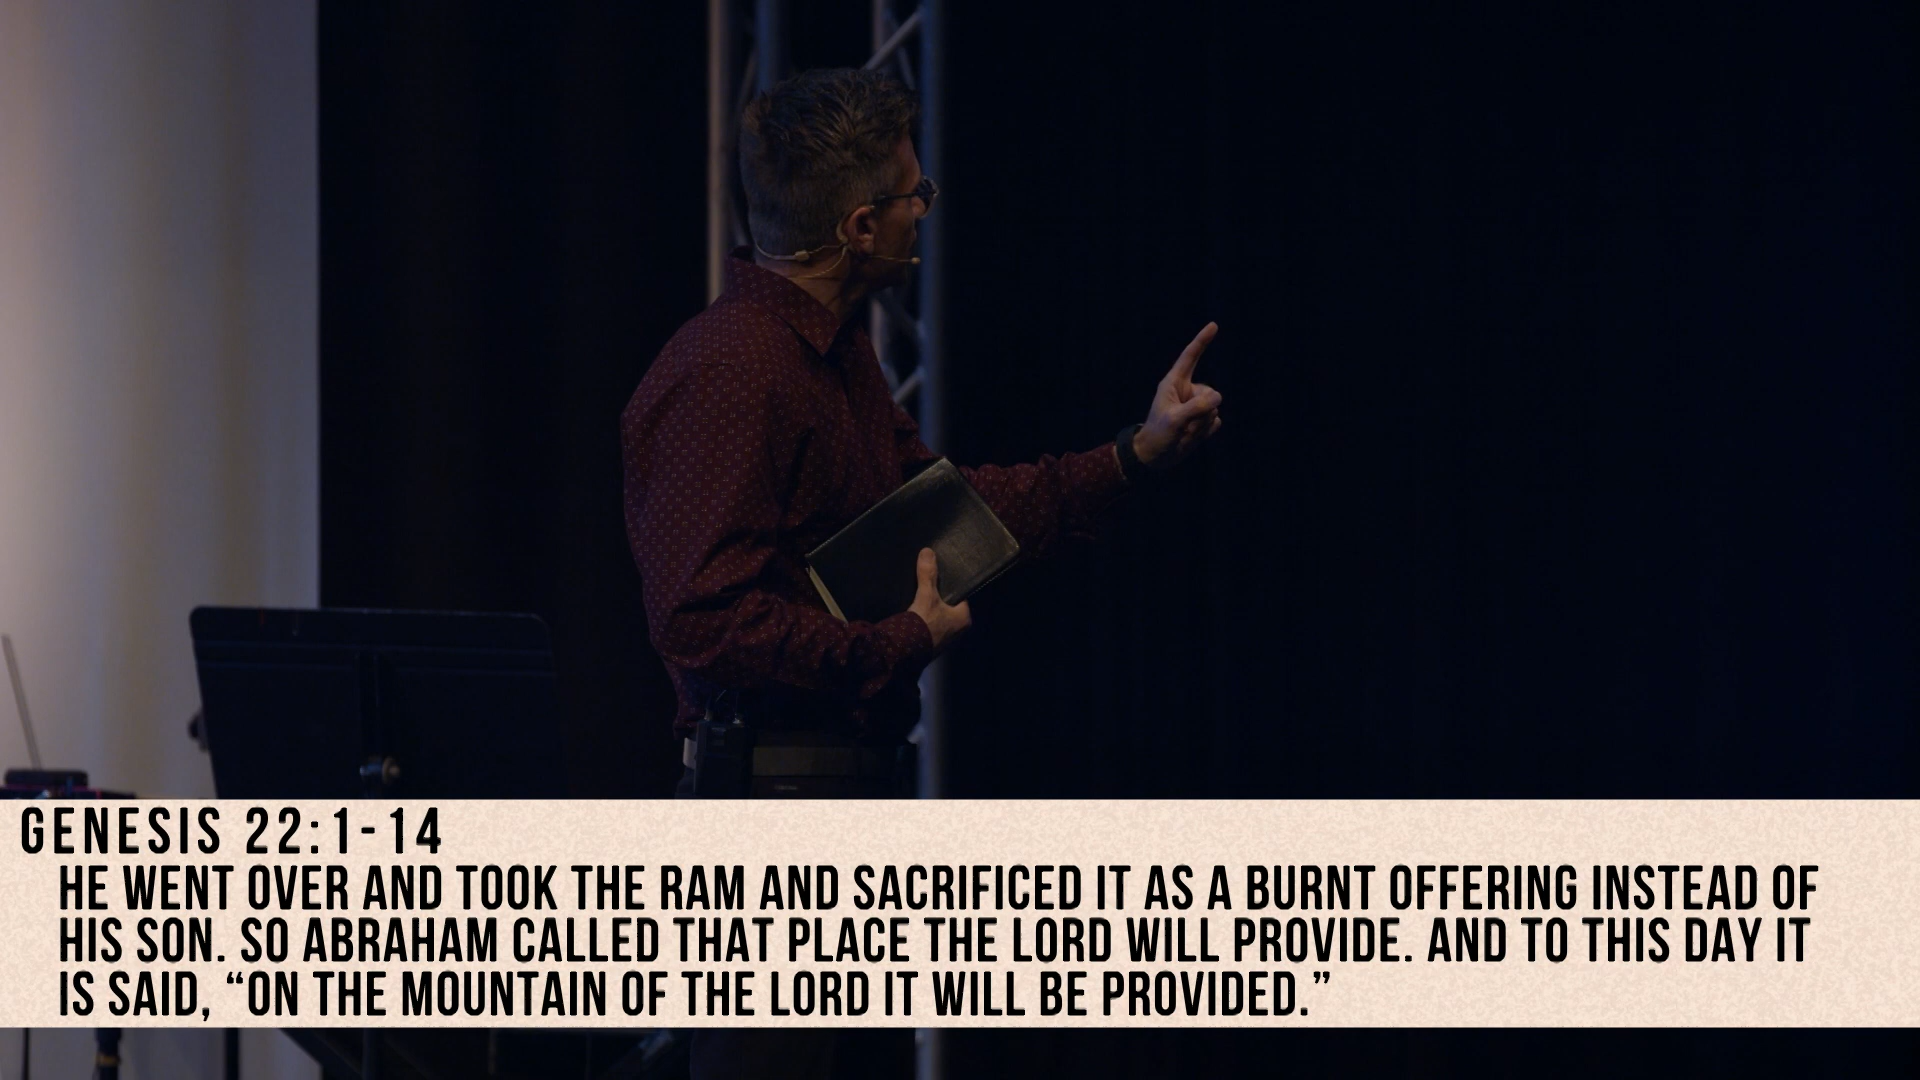 GENESIS 22:1-14
HE WENT OVER AND TOOK THE RAM AND SACRIFICED IT AS A BURNT OFFERING INSTEAD OF
HIS SON. SO ABRAHAM CALLED THAT PLACE THE LORD WILL PROVIDE. AND TO THIS DAY IT
IS SAID, “ON THE MOUNTAIN OF THE LORD IT WILL BE PROVIDED.”